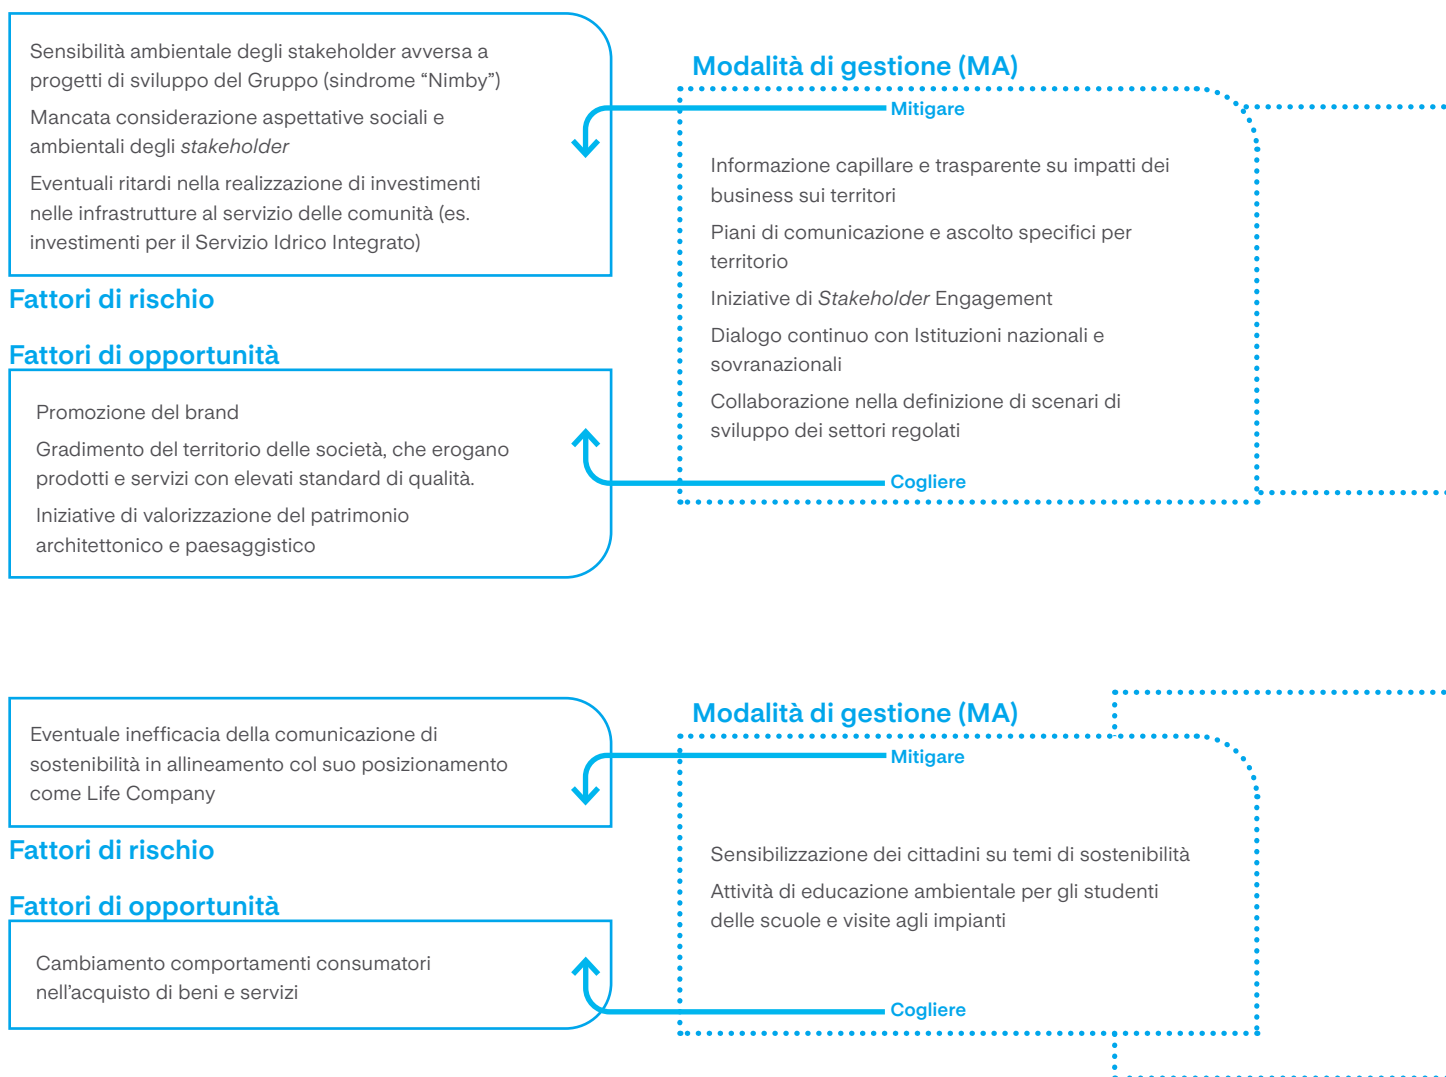 Sensibilità ambientale degli stakeholder avversa a
progetti di sviluppo del Gruppo (sindrome “Nimby”)
Mancata considerazione aspettative sociali e
ambientali degli stakeholder
Eventuali ritardi nella realizzazione di investimenti
nelle infrastrutture al servizio delle comunità (es.
investimenti per il Servizio Idrico Integrato)
Fattori di rischio
Fattori di opportunità
Promozione del brand
Gradimento del territorio delle società, che erogano
prodotti e servizi con elevati standard di qualità.
Iniziative di valorizzazione del patrimonio
architettonico e paesaggistico
Modalità di gestione (MA)
Mitigare
Informazione capillare e trasparente su impatti dei
business sui territori
Piani di comunicazione e ascolto specifici per
territorio
Iniziative di Stakeholder Engagement
Dialogo continuo con Istituzioni nazionali e
sovranazionali
Collaborazione nella definizione di scenari di
sviluppo dei settori regolati
Cogliere
Eventuale inefficacia della comunicazione di
sostenibilità in allineamento col suo posizionamento
come Life Company
Fattori di rischio
Fattori di opportunità
Cambiamento comportamenti consumatori
nell’acquisto di beni e servizi
Modalità di gestione (MA)
Mitigare
Sensibilizzazione dei cittadini su temi di sostenibilità
Attività di educazione ambientale per gli studenti
delle scuole e visite agli impianti
Cogliere